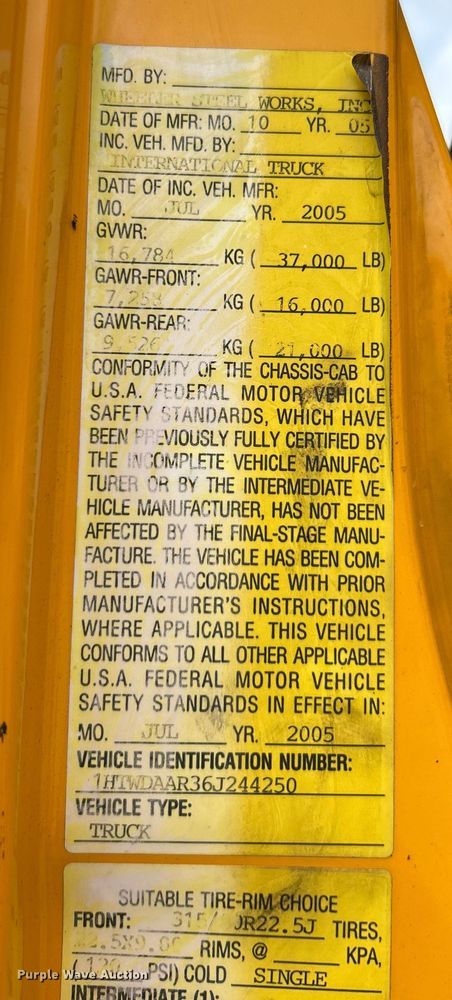 MFD. BY:
WHEELER STEEL WORKS, INC
DATE OF MFR: MO. 10 YR. 05
INC. VEH. MFD. BY:
INTERNATIONAL TRUCK
DATE OF INC. VEH. MFR:
MO. JUL YR. 2005
GVWR:
16,784 KG ( 37,000 LB)
GAWR-FRONT:
7,258 KG ( 16,000 LB)
GAWR-REAR:
9,526 KG ( 21,000 LB)
CONFORMITY OF THE CHASSIS-CAB TO
U.S.A. FEDERAL MOTOR VEHICLE
SAFETY STANDARDS, WHICH HAVE
BEEN PREVIOUSLY FULLY CERTIFIED BY
THE INCOMPLETE VEHICLE MANUFAC-
TURER OR BY THE INTERMEDIATE VE-
HICLE MANUFACTURER, HAS NOT BEEN
AFFECTED BY THE FINAL-STAGE MANU-
FACTURE. THE VEHICLE HAS BEEN COM-
PLETED IN ACCORDANCE WITH PRIOR
MANUFACTURER'S INSTRUCTIONS,
WHERE APPLICABLE. THIS VEHICLE
CONFORMS TO ALL OTHER APPLICABLE
U.S.A. FEDERAL MOTOR VEHICLE
SAFETY STANDARDS IN EFFECT IN:
MO. JUL YR. 2005
VEHICLE IDENTIFICATION NUMBER:
1HTWDAAR36J244250
VEHICLE TYPE:
TRUCK
SUITABLE TIRE-RIM CHOICE
FRONT: TIRES,
RIMS, @ KPA,
PSI) COLD SINGLE
INTERMEDIATE (1):
Purple Wave Auction